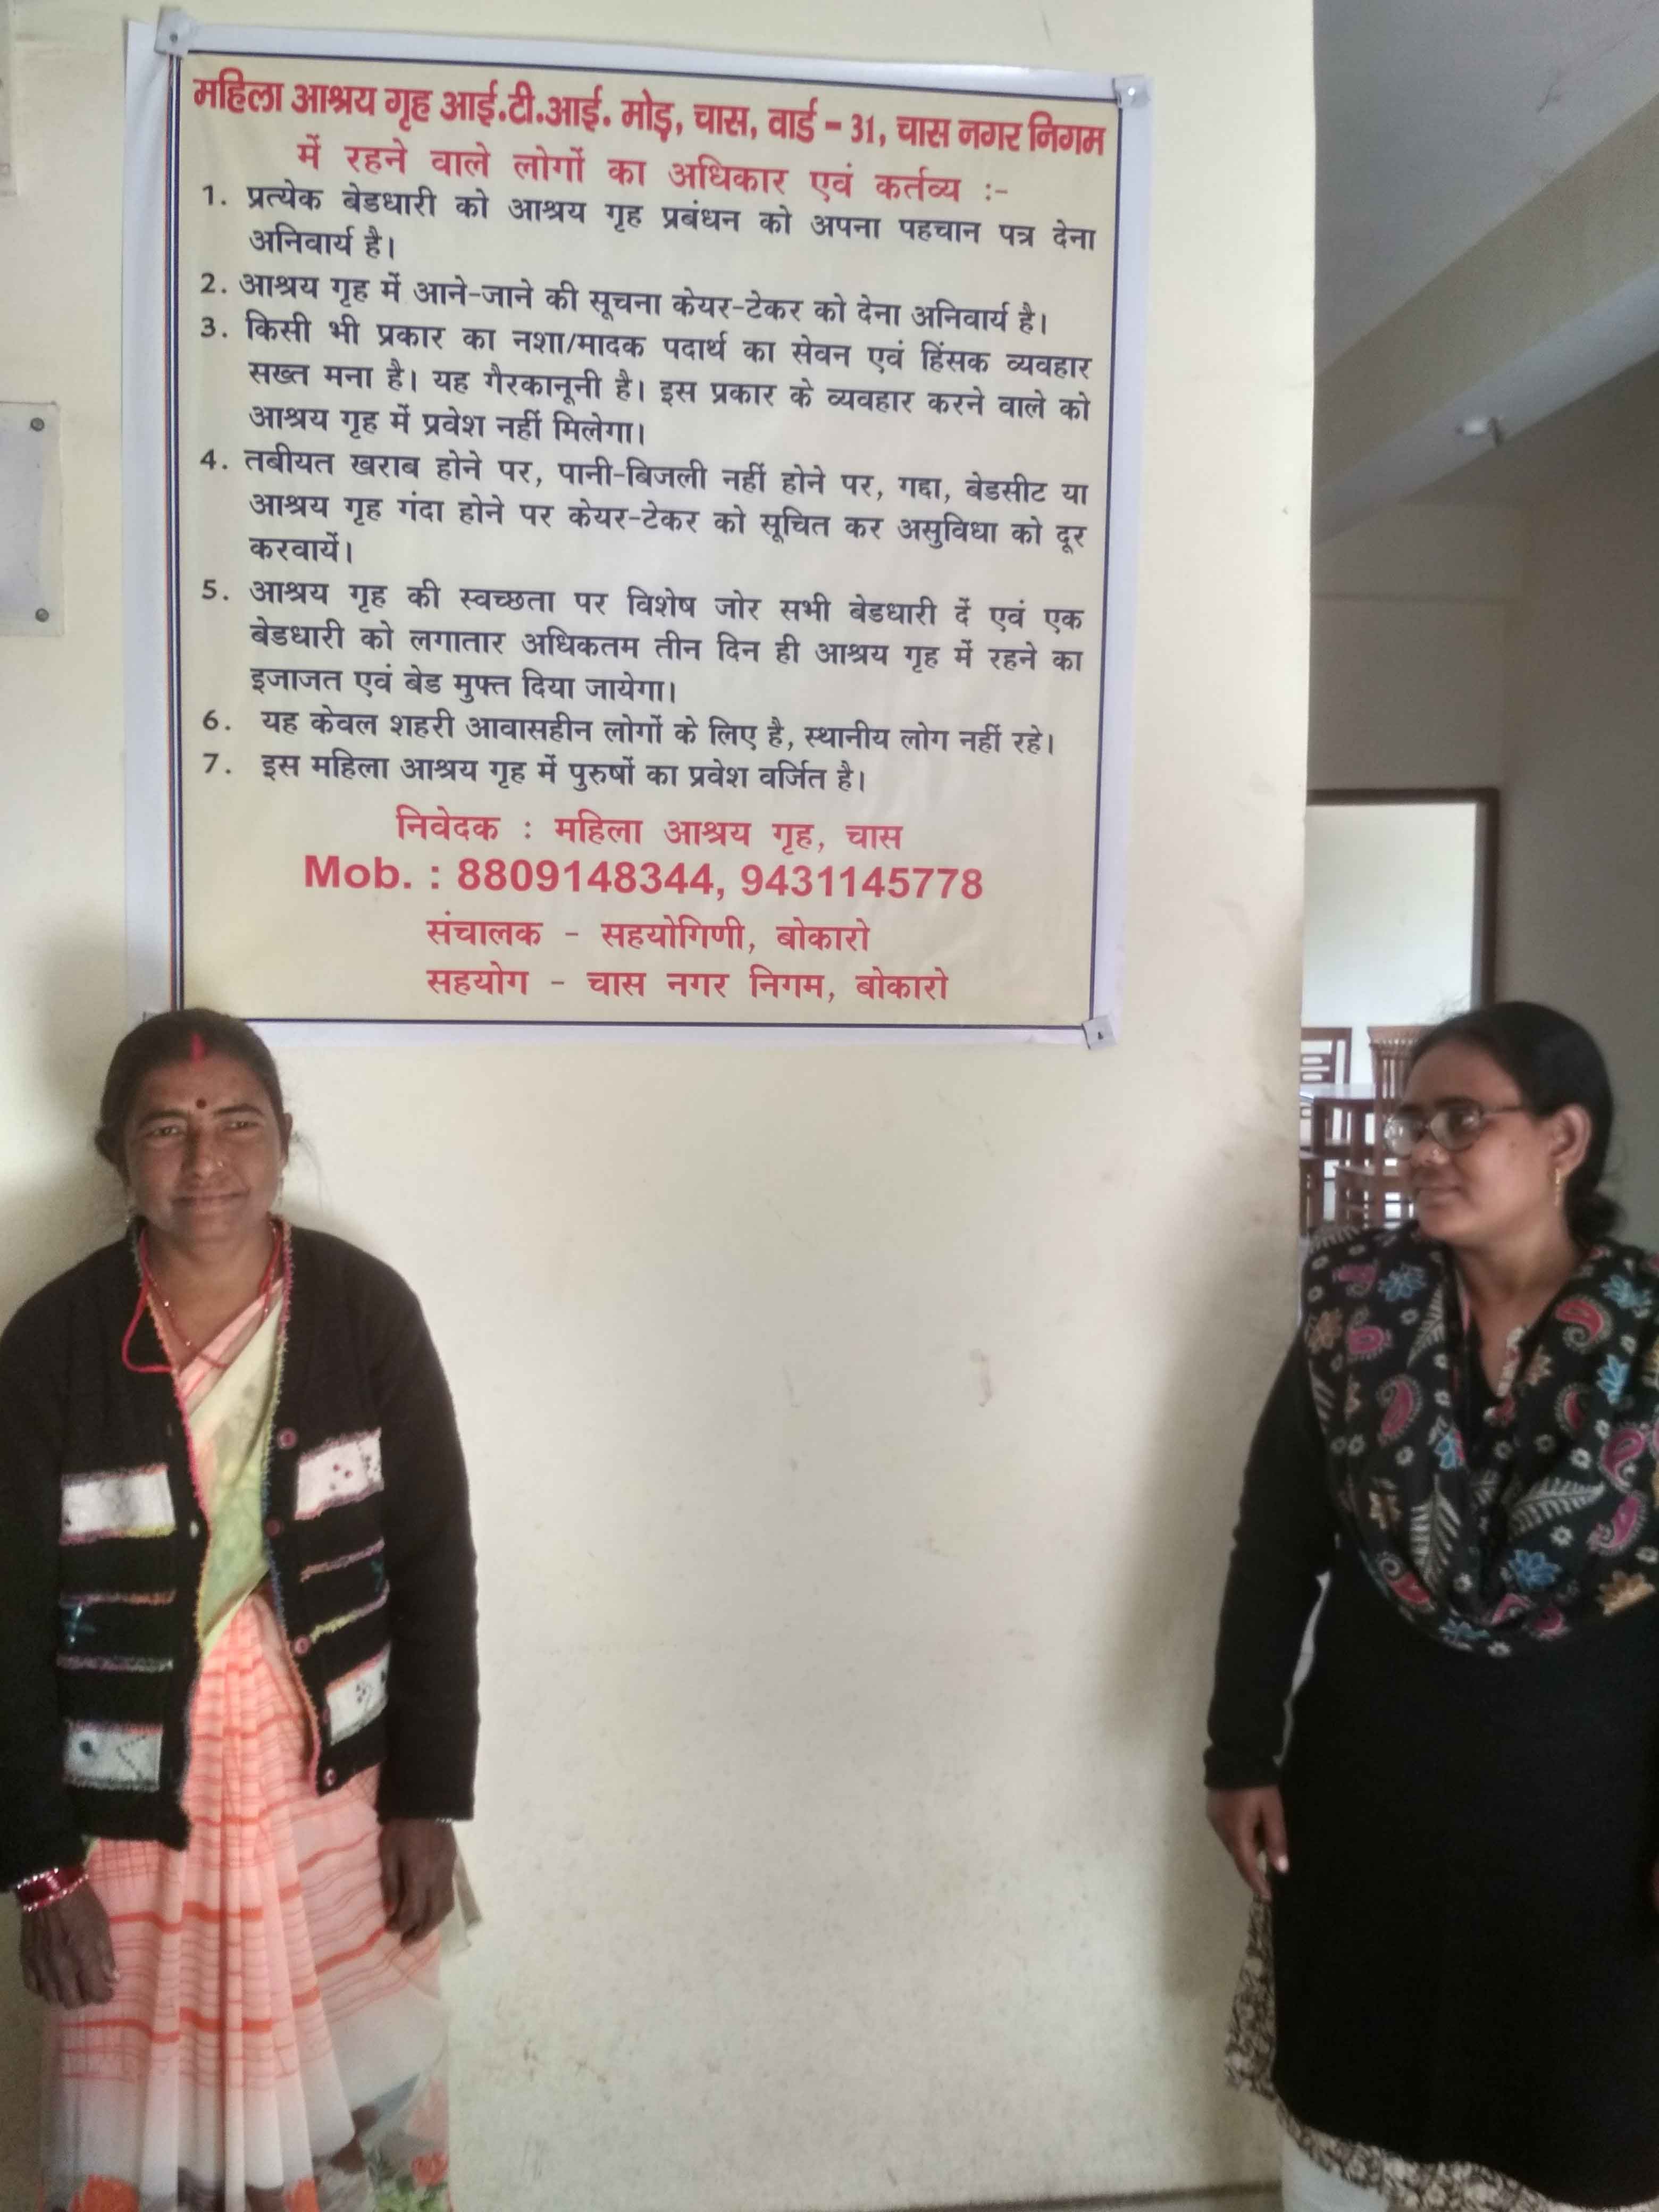 महिला आश्रय गृह आई.टी.आई. मोड़, चास, वार्ड - 31, चास नगर निगम
में रहने वाले लोगों का अधिकार एवं कर्तव्य :-
1. प्रत्येक बेडधारी को आश्रय गृह प्रबंधन को अपना पहचान पत्र देना
अनिवार्य है।
2. आश्रय गृह में आने-जाने की सूचना केयर-टेकर को देना अनिवार्य है।
3. किसी भी प्रकार का नशा/मादक पदार्थ का सेवन एवं हिंसक व्यवहार
सख्त मना है। यह गैरकानूनी है। इस प्रकार के व्यवहार करने वाले को
आश्रय गृह में प्रवेश नहीं मिलेगा।
4. तबीयत खराब होने पर, पानी-बिजली नहीं होने पर, गद्दा, बेडसीट या
आश्रय गृह गंदा होने पर केयर-टेकर को सूचित कर असुविधा को दूर
करवायें।
5. आश्रय गृह की स्वच्छता पर विशेष जोर सभी बेडधारी दें एवं एक
बेडधारी को लगातार अधिकतम तीन दिन ही आश्रय गृह में रहने का
इजाजत एवं बेड मुफ्त दिया जायेगा।
6. यह केवल शहरी आवासहीन लोगों के लिए है, स्थानीय लोग नहीं रहे।
7. इस महिला आश्रय गृह में पुरुषों का प्रवेश वर्जित है।
निवेदक : महिला आश्रय गृह, चास
Mob. : 8809148344, 9431145778
संचालक - सहयोगिणी, बोकारो
सहयोग - चास नगर निगम, बोकारो